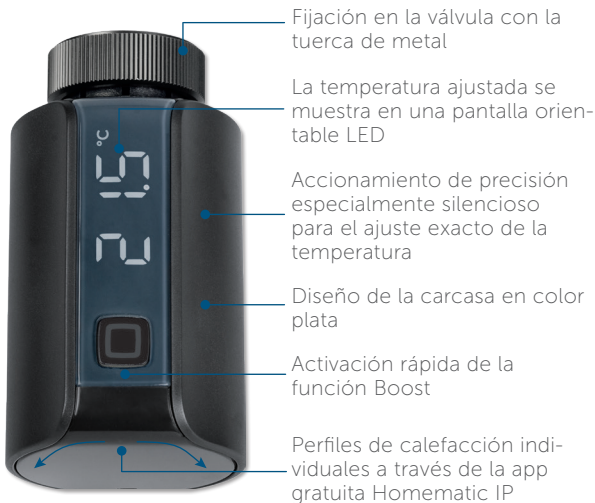 Fijación en la válvula con la
tuerca de metal
La temperatura ajustada se
muestra en una pantalla orien-
table LED
°C
21.5
Accionamiento de precisión
especialmente silencioso
para el ajuste exacto de la
temperatura
Diseño de la carcasa en color
plata
Activación rápida de la
función Boost
Perfiles de calefacción indi-
viduales a través de la app
gratuita Homematic IP